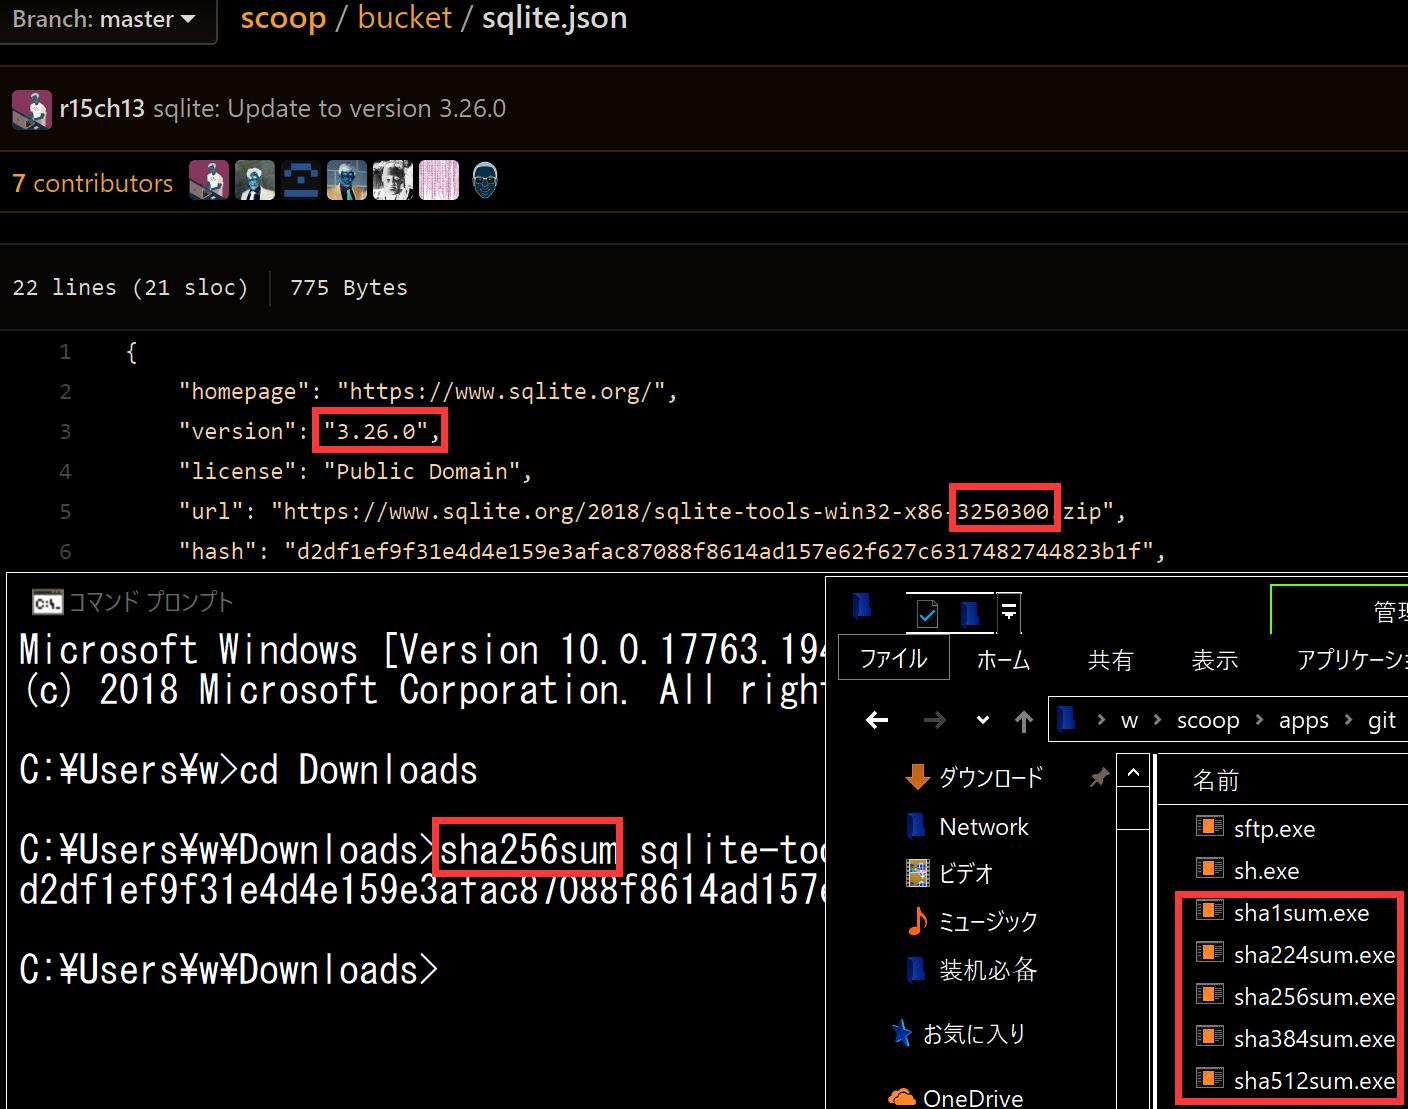 Branch: master
scoop / bucket / sqlite.json
r15ch13 sqlite: Update to version 3.26.0
7 contributors
22 lines (21 sloc) 775 Bytes
1 {
2 "homepage": "https://www.sqlite.org/",
3 "version": "3.26.0",
4 "license": "Public Domain",
5 "url": "https://www.sqlite.org/2018/sqlite-tools-win32-x86-3250300.zip",
6 "hash": "d2df1ef9f31e4d4e159e3afac87088f8614ad157e62f627c6317482744823b1f",
コマンド プロンプト
Microsoft Windows [Version 10.0.17763.194
(c) 2018 Microsoft Corporation. All righ
C:¥Users¥w>cd Downloads
C:¥Users¥w¥Downloads>sha256sum sqlite-too
d2df1ef9f31e4d4e159e3afac87088f8614ad157e
C:¥Users¥w¥Downloads>
管理
ファイル ホーム 共有 表示 アプリケーショ
w > scoop > apps > git
ダウンロード
Network
ビデオ
ミュージック
装机必备
お気に入り
OneDrive
名前
sftp.exe
sh.exe
sha1sum.exe
sha224sum.exe
sha256sum.exe
sha384sum.exe
sha512sum.exe